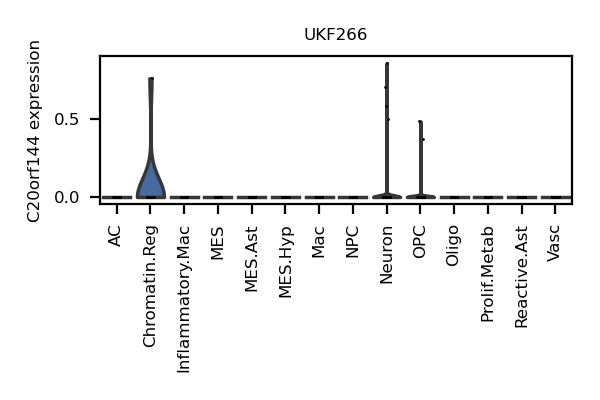 UKF266
C20orf144 expression
0.5
0.0
AC
Chromatin.Reg
Inflammatory.Mac
MES
MES.Ast
MES.Hyp
Mac
NPC
Neuron
OPC
Oligo
Prolif.Metab
Reactive.Ast
Vasc